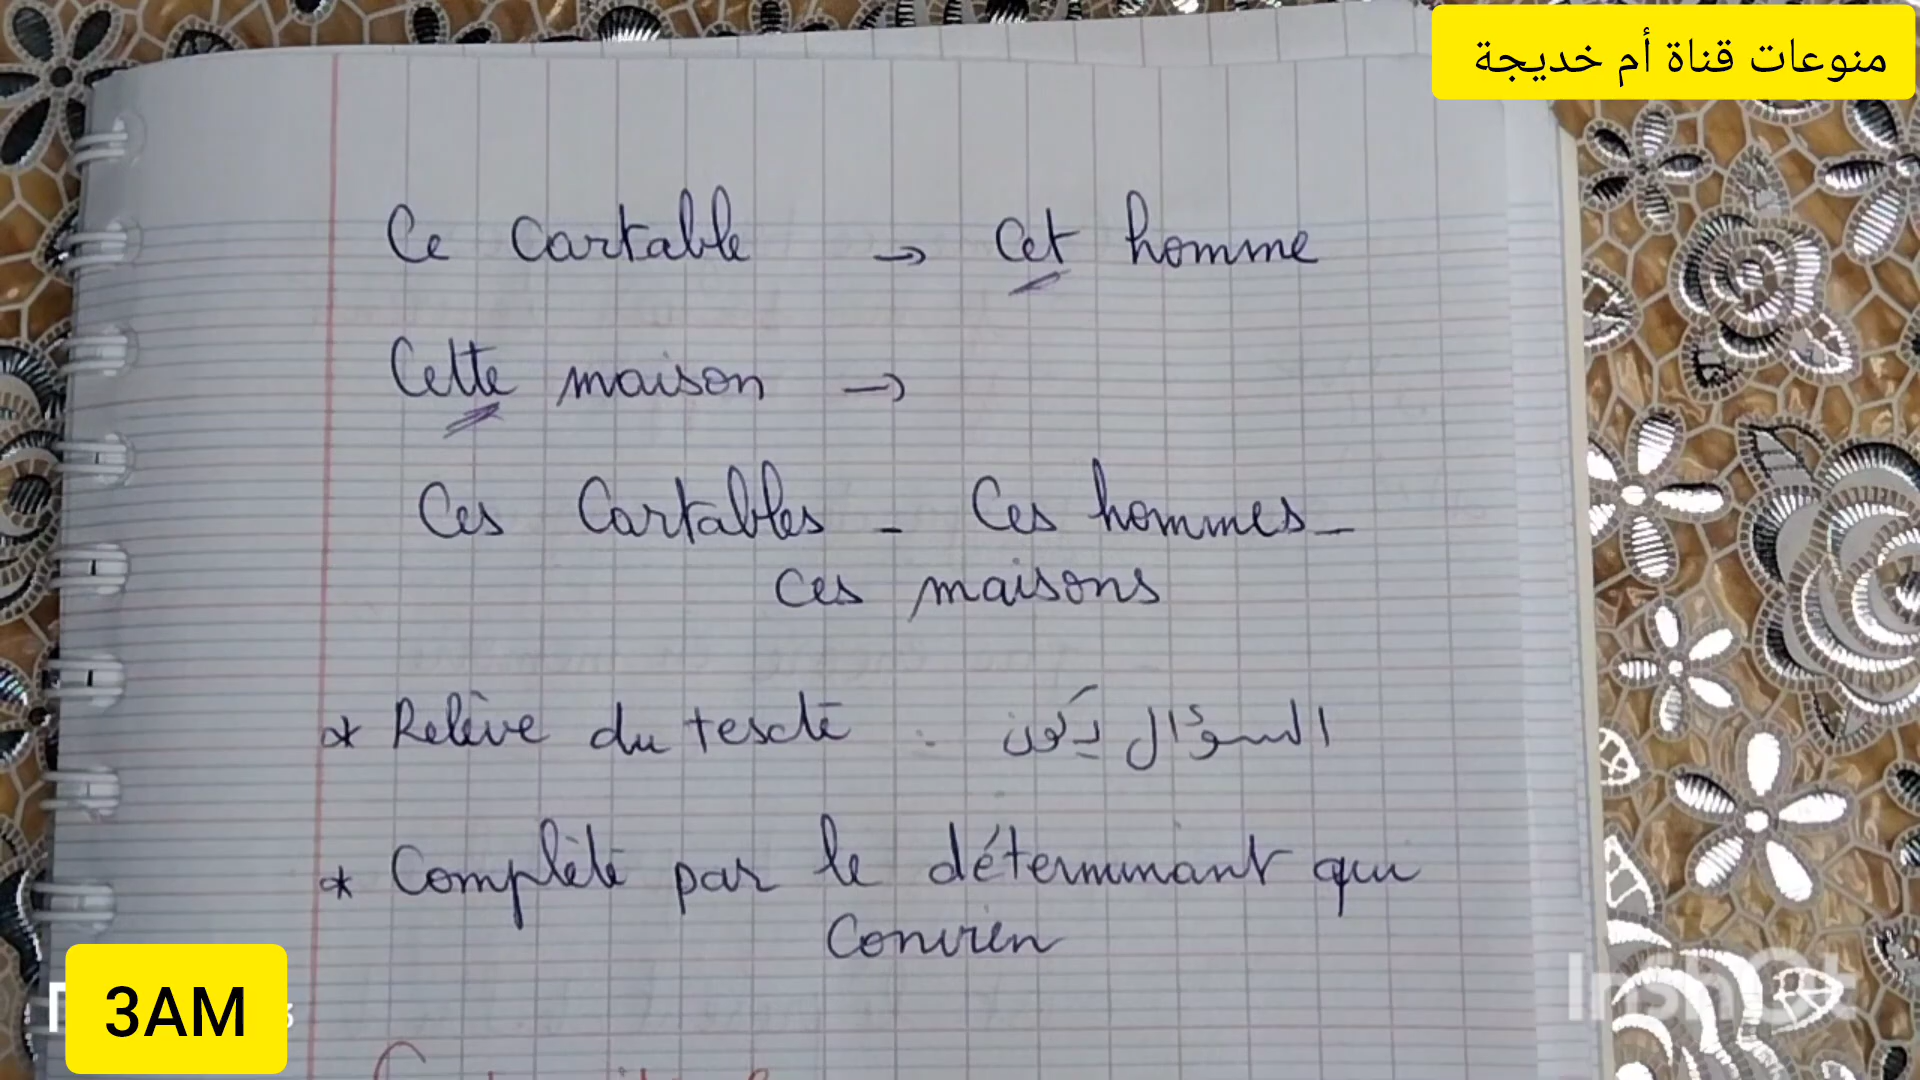 منوعات قناة أم خديجة
Ce cartable → cet homme
Cette maison →
Ces Cartables - Ces hommes -
ces maisons
* Relève du texte : السؤال يكون
* Complète par le déterminant qui
Convien
3AM
InShot